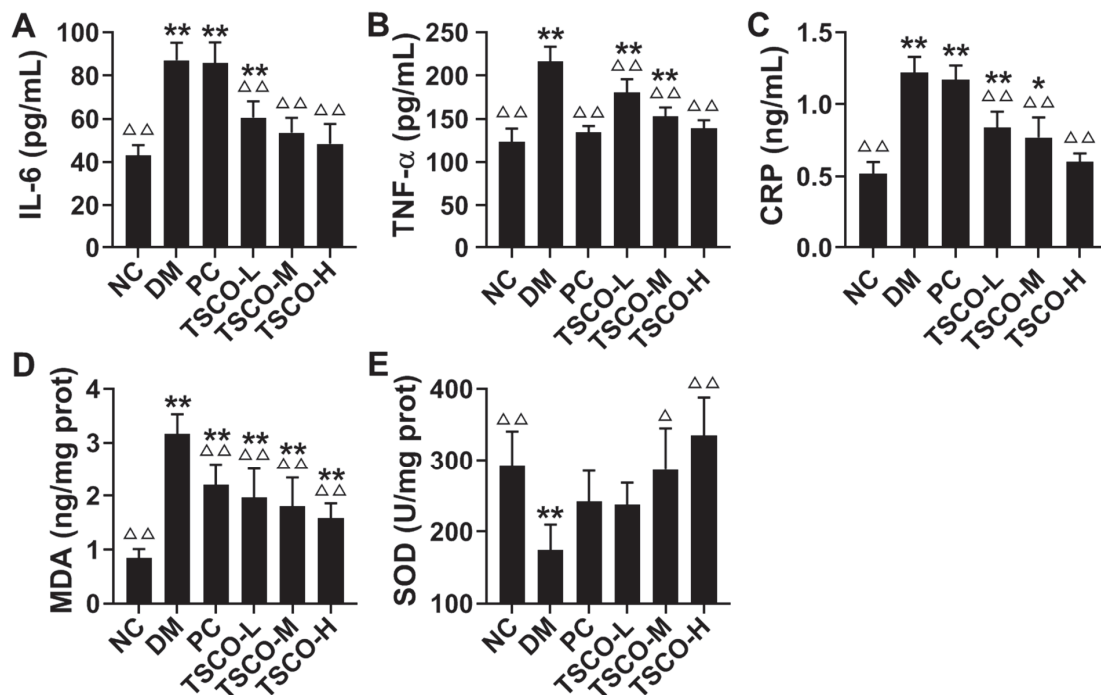 A
IL-6 (pg/mL)
100
80
60
40
20
0
△△
**
**
**
△△
△△
△△
NC
DM
PC
TSCO-L
TSCO-M
TSCO-H
B
TNF-α (pg/mL)
250
200
150
100
50
0
△△
**
△△
**
△△
**
△△
△△
NC
DM
PC
TSCO-L
TSCO-M
TSCO-H
C
CRP (ng/mL)
1.5
1.0
0.5
0.0
△△
**
**
**
△△
*
△△
△△
NC
DM
PC
TSCO-L
TSCO-M
TSCO-H
D
MDA (ng/mg prot)
4
3
2
1
0
△△
**
**
△△
**
△△
**
△△
**
△△
NC
DM
PC
TSCO-L
TSCO-M
TSCO-H
E
SOD (U/mg prot)
400
300
200
100
△△
**
△
△△
NC
DM
PC
TSCO-L
TSCO-M
TSCO-H